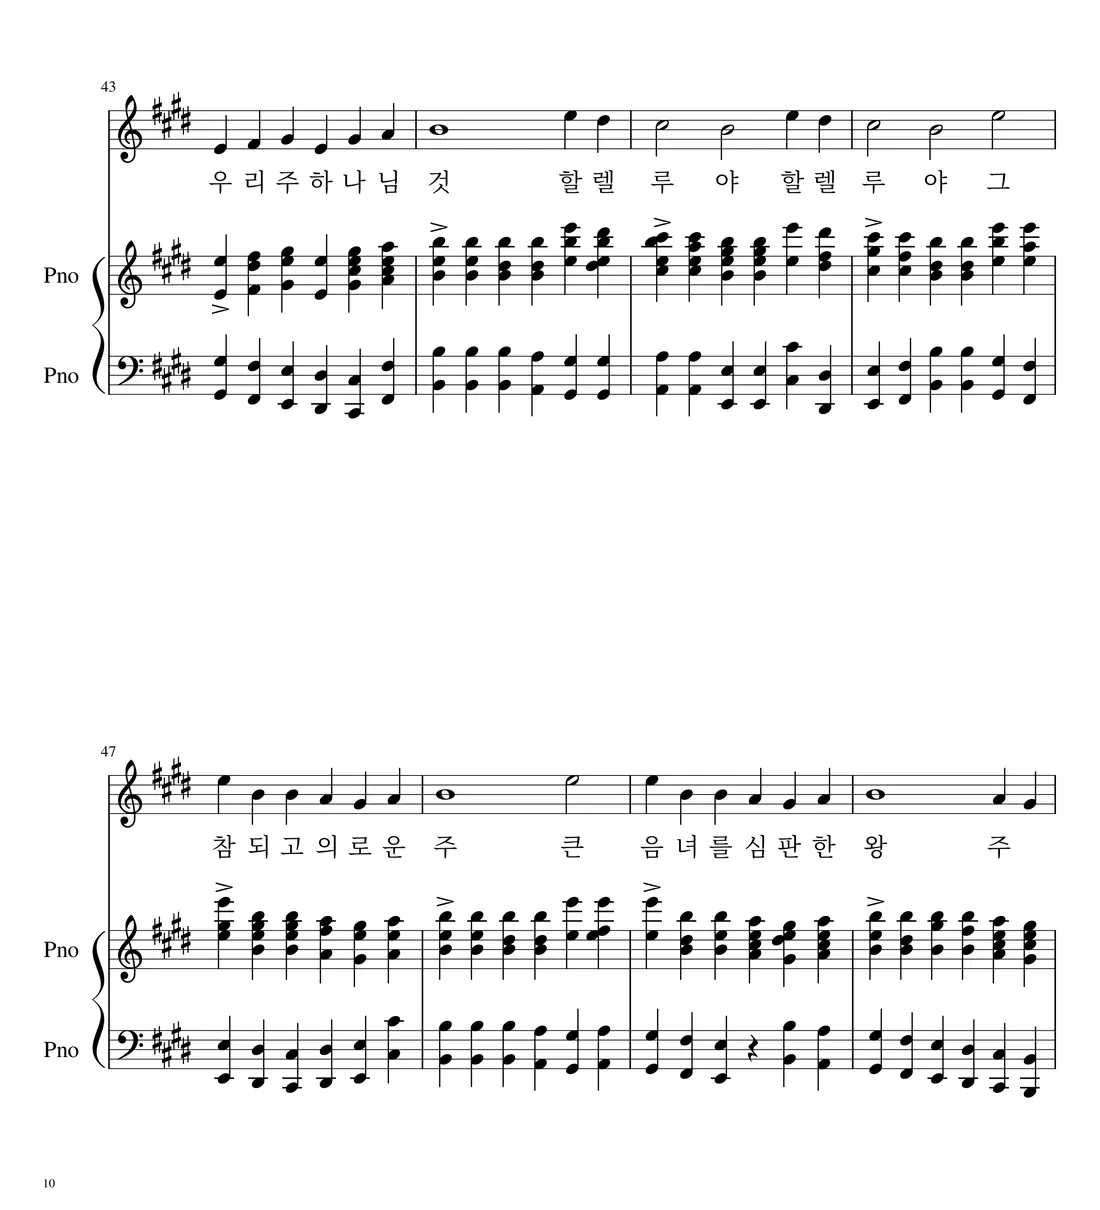 43
우 리 주 하 나 님 것 할 렐 루 야 할 렐 루 야 그
Pno
Pno
47
참 되 고 의 로 운 주 큰 음 녀 를 심 판 한 왕 주
Pno
Pno
10